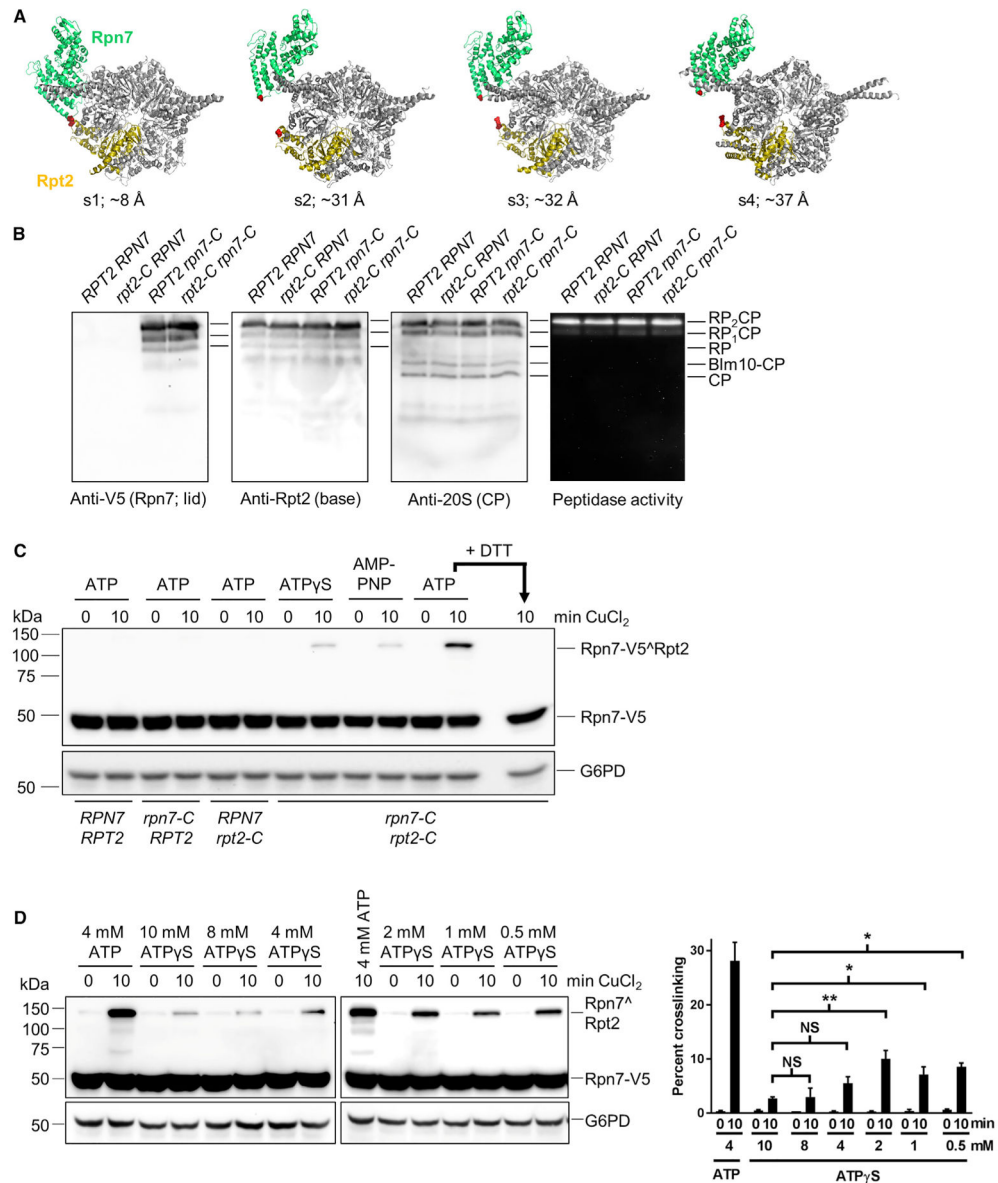 A
Rpn7
Rpt2
s1; ~8 Å
s2; ~31 Å
s3; ~32 Å
s4; ~37 Å
B
RPT2 RPN7
rpt2-C RPN7
RPT2 rpn7-C
rpt2-C rpn7-C
RPT2 RPN7
rpt2-C RPN7
RPT2 rpn7-C
rpt2-C rpn7-C
RPT2 RPN7
rpt2-C RPN7
RPT2 rpn7-C
rpt2-C rpn7-C
RPT2 RPN7
rpt2-C RPN7
RPT2 rpn7-C
rpt2-C rpn7-C
RP₂CP
RP₁CP
RP
Blm10-CP
CP
Anti-V5 (Rpn7; lid)
Anti-Rpt2 (base)
Anti-20S (CP)
Peptidase activity
C
+ DTT
ATP ATP ATP ATPγS AMP-PNP ATP
kDa 0 10 0 10 0 10 0 10 0 10 0 10 10 min CuCl₂
150
100
75
50
50
Rpn7-V5^Rpt2
Rpn7-V5
G6PD
RPN7 RPT2
rpn7-C RPT2
RPN7 rpt2-C
rpn7-C rpt2-C
D
4 mM ATP
10 mM ATPγS
8 mM ATPγS
4 mM ATPγS
4 mM ATP
2 mM ATPγS
1 mM ATPγS
0.5 mM ATPγS
kDa 0 10 0 10 0 10 0 10 10 0 10 0 10 0 10 min CuCl₂
150
100
75
50
50
Rpn7^
Rpt2
Rpn7-V5
G6PD
Percent crosslinking
30
20
10
0
*
*
**
NS
NS
0 10 0 10 0 10 0 10 0 10 0 10 0 10 min
4 10 8 4 2 1 0.5 mM
ATP ATPγS